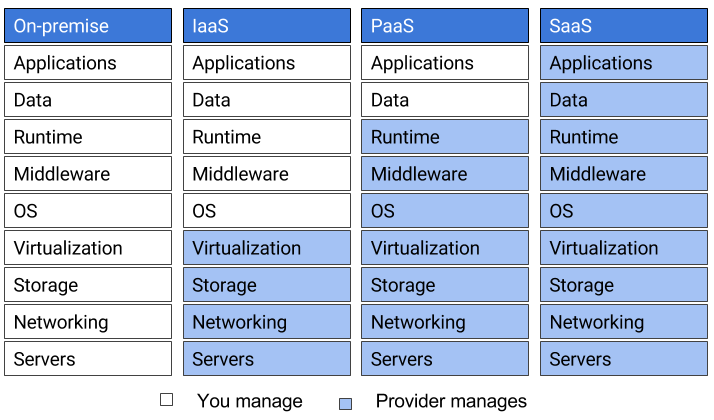 On-premise IaaS PaaS SaaS
Applications Applications Applications Applications
Data Data Data Data
Runtime Runtime Runtime Runtime
Middleware Middleware Middleware Middleware
OS OS OS OS
Virtualization Virtualization Virtualization Virtualization
Storage Storage Storage Storage
Networking Networking Networking Networking
Servers Servers Servers Servers
You manage Provider manages